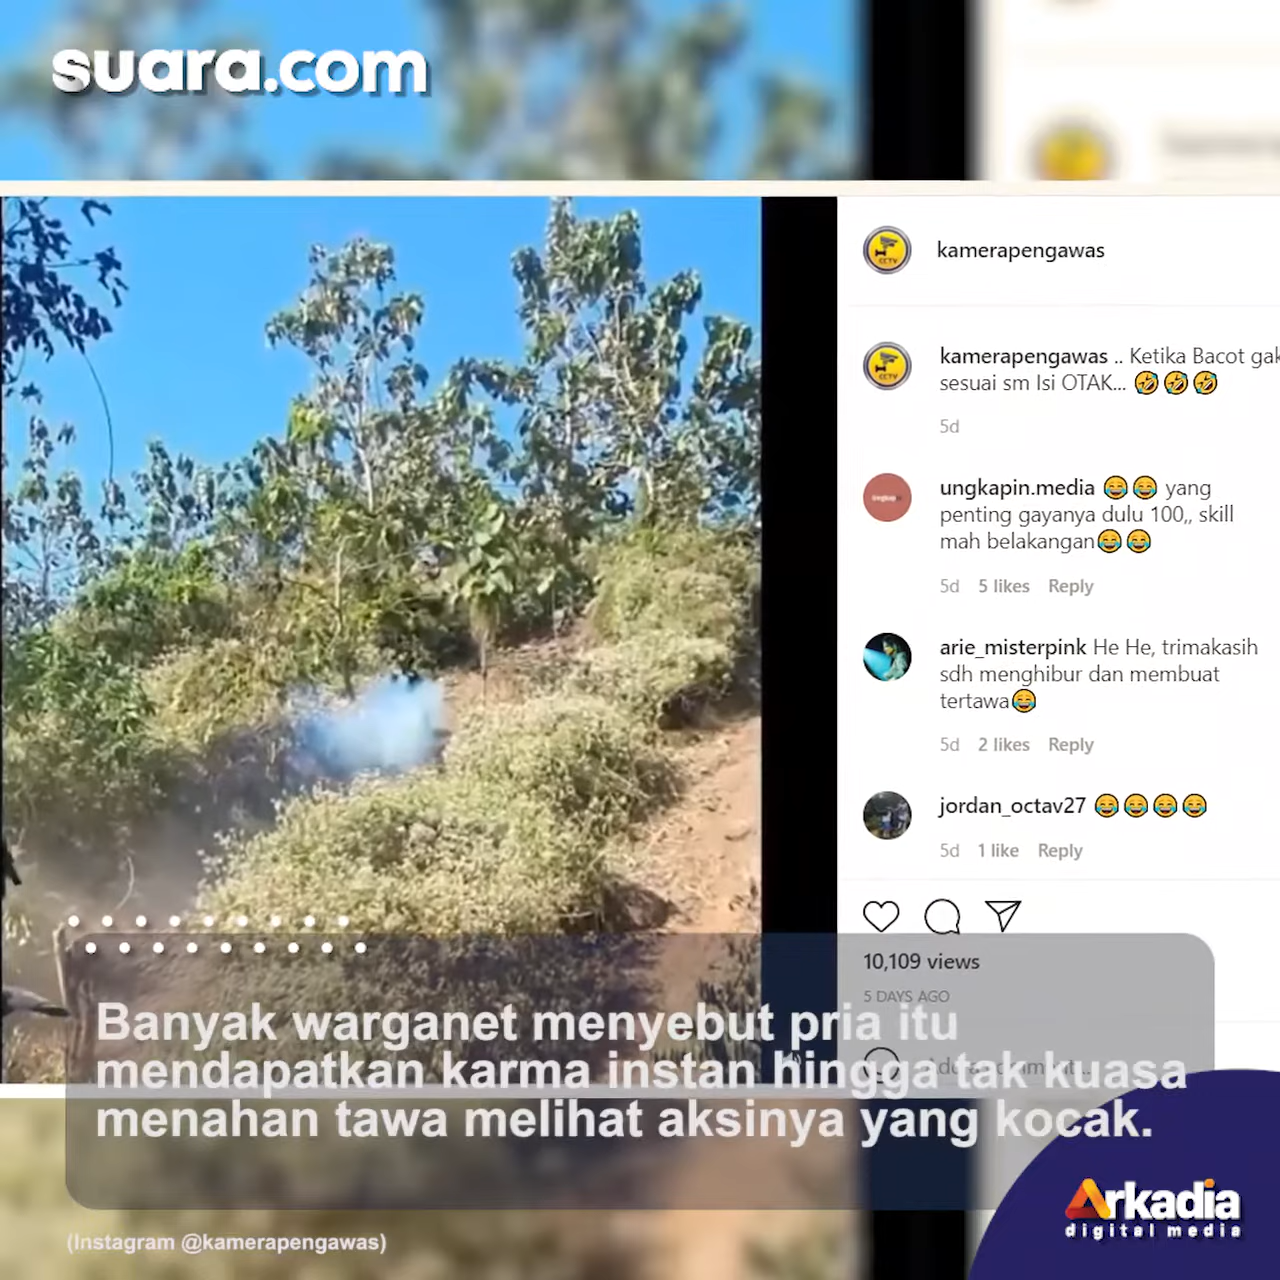 suara.com
kamerapengawas
kamerapengawas .. Ketika Bacot gak
sesuai sm Isi OTAK... 🤣🤣🤣
5d
ungkapin.media 😂😂 yang
penting gayanya dulu 100,, skill
mah belakangan😂😂
5d 5 likes Reply
arie_misterpink He He, trimakasih
sdh menghibur dan membuat
tertawa😂
5d 2 likes Reply
jordan_octav27 😂😂😂😂
5d 1 like Reply
10,109 views
5 DAYS AGO
Banyak warganet menyebut pria itu
mendapatkan karma instan hingga tak kuasa
menahan tawa melihat aksinya yang kocak.
(Instagram @kamerapengawas)
Arkadia
digital media